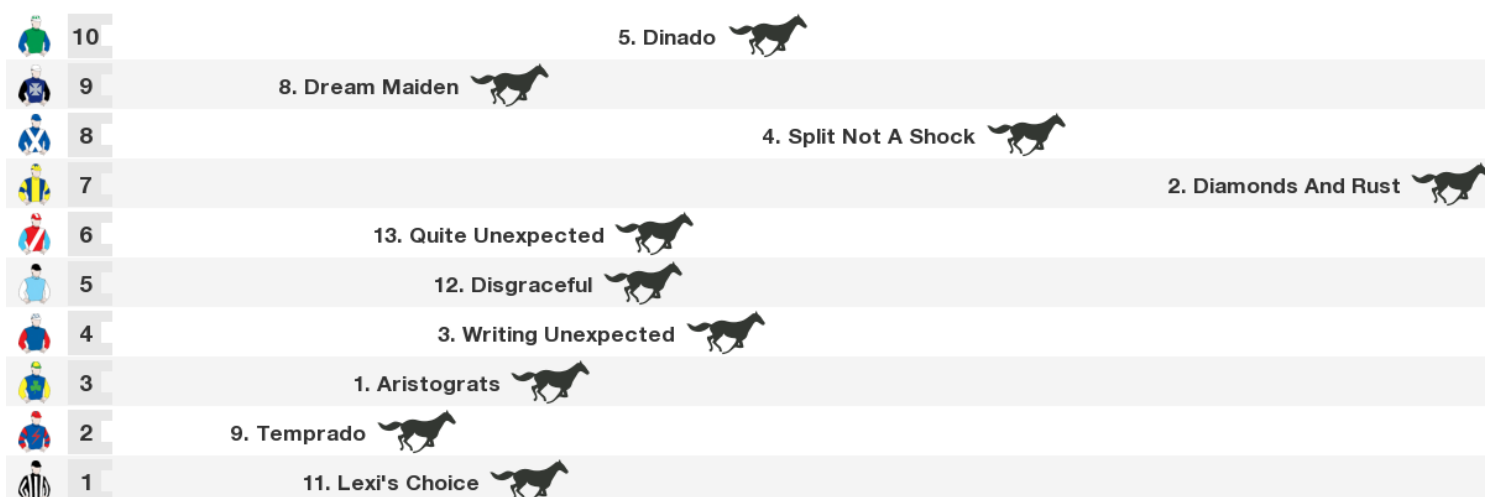 10 5. Dinado
9 8. Dream Maiden
8 4. Split Not A Shock
7 2. Diamonds And Rust
6 13. Quite Unexpected
5 12. Disgraceful
4 3. Writing Unexpected
3 1. Aristograts
2 9. Temprado
1 11. Lexi's Choice